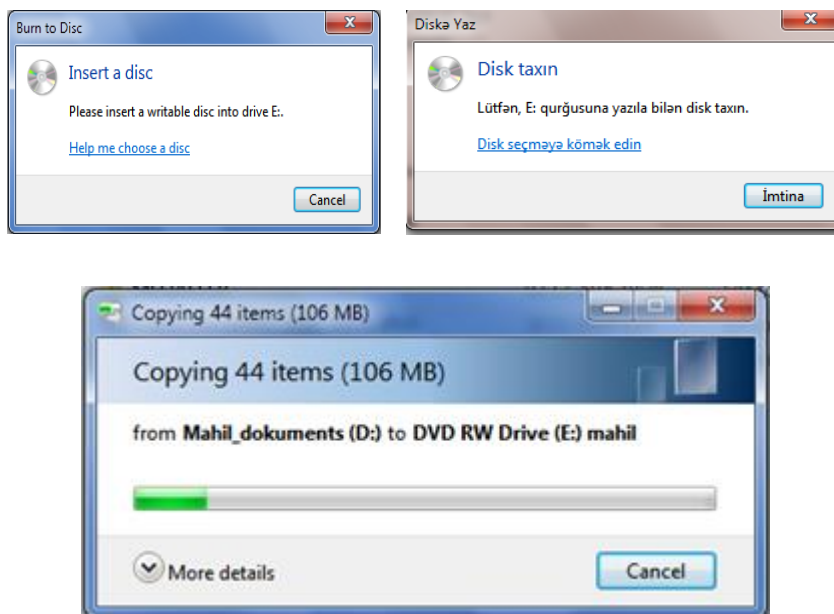 Burn to Disc
Insert a disc
Please insert a writable disc into drive E:.
Help me choose a disc
Cancel
Diskə Yaz
Disk taxın
Lütfən, E: qurğusuna yazıla bilən disk taxın.
Disk seçməyə kömək edin
İmtina
Copying 44 items (106 MB)
Copying 44 items (106 MB)
from Mahil_dokuments (D:) to DVD RW Drive (E:) mahil
More details
Cancel